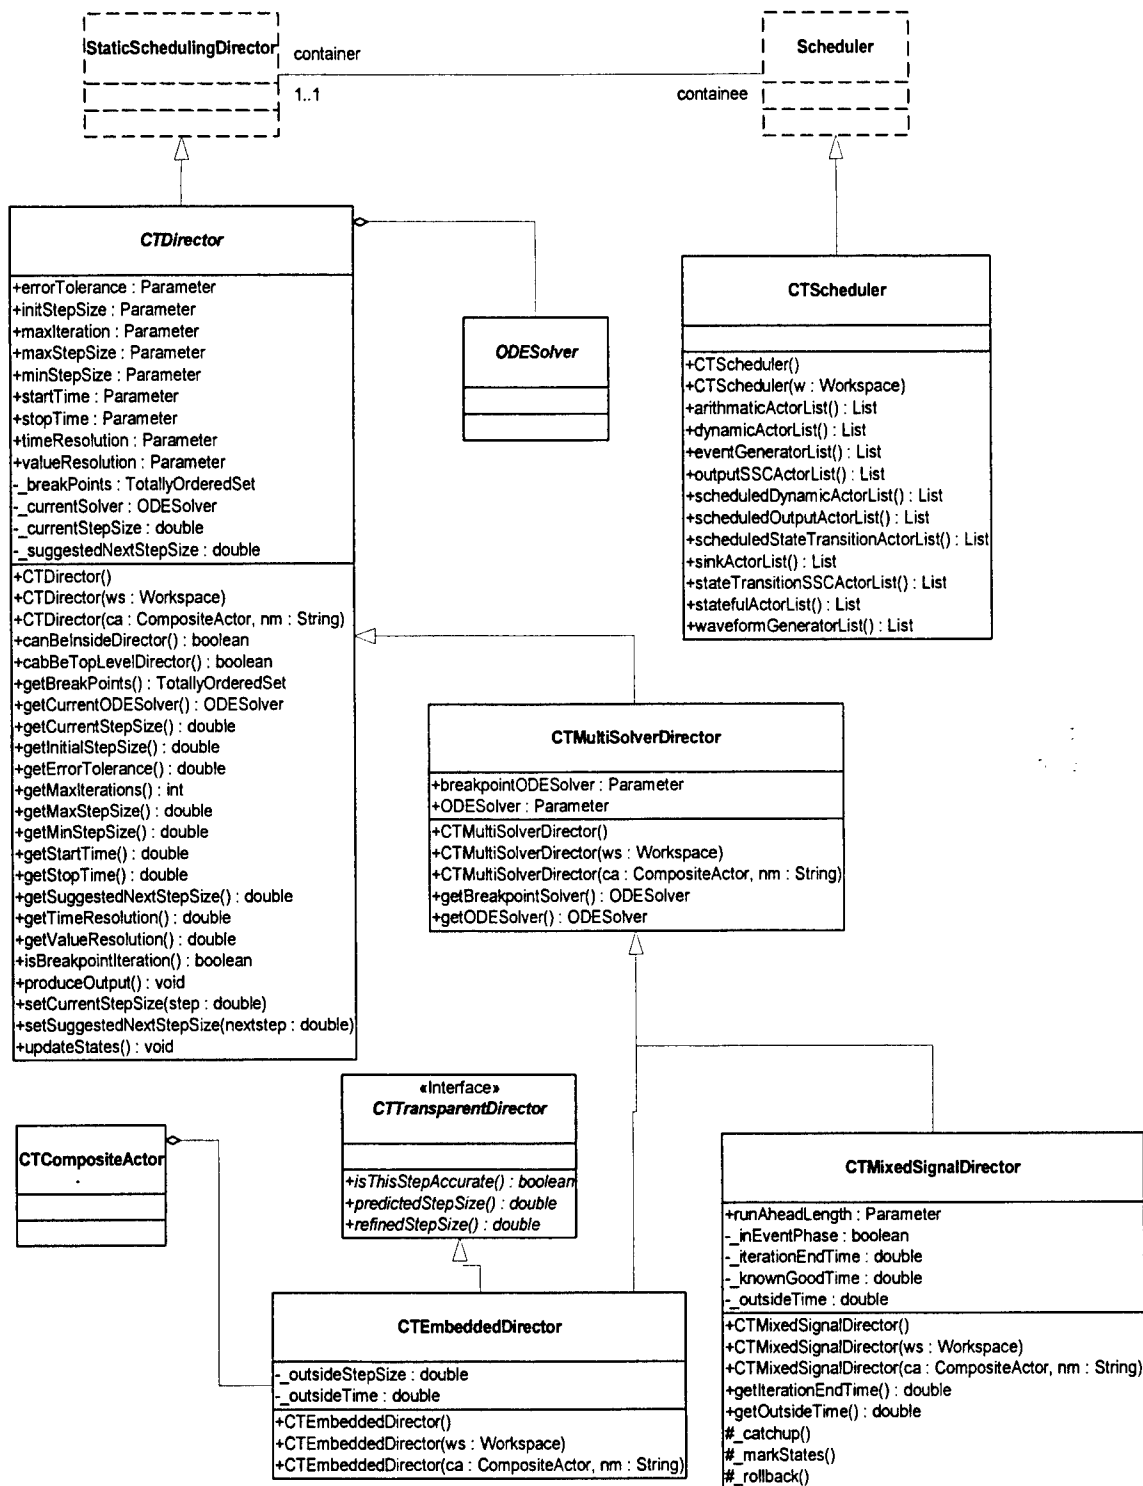 StaticSchedulingDirector
container
1..1
containee
Scheduler
CTDirector
+errorTolerance : Parameter
+initStepSize : Parameter
+maxIteration : Parameter
+maxStepSize : Parameter
+minStepSize : Parameter
+startTime : Parameter
+stopTime : Parameter
+timeResolution : Parameter
+valueResolution : Parameter
-_breakPoints : TotallyOrderedSet
-_currentSolver : ODESolver
-_currentStepSize : double
-_suggestedNextStepSize : double
+CTDirector()
+CTDirector(ws : Workspace)
+CTDirector(ca : CompositeActor, nm : String)
+canBeInsideDirector() : boolean
+cabBeTopLevelDirector() : boolean
+getBreakPoints() : TotallyOrderedSet
+getCurrentODESolver() : ODESolver
+getCurrentStepSize() : double
+getInitialStepSize() : double
+getErrorTolerance() : double
+getMaxIterations() : int
+getMaxStepSize() : double
+getMinStepSize() : double
+getStartTime() : double
+getStopTime() : double
+getSuggestedNextStepSize() : double
+getTimeResolution() : double
+getValueResolution() : double
+isBreakpointIteration() : boolean
+produceOutput() : void
+setCurrentStepSize(step : double)
+setSuggestedNextStepSize(nextstep : double)
+updateStates() : void
ODESolver
CTScheduler
+CTScheduler()
+CTScheduler(w : Workspace)
+arithmaticActorList() : List
+dynamicActorList() : List
+eventGeneratorList() : List
+outputSSCActorList() : List
+scheduledDynamicActorList() : List
+scheduledOutputActorList() : List
+scheduledStateTransitionActorList() : List
+sinkActorList() : List
+stateTransitionSSCActorList() : List
+statefulActorList() : List
+waveformGeneratorList() : List
CTMultiSolverDirector
+breakpointODESolver : Parameter
+ODESolver : Parameter
+CTMultiSolverDirector()
+CTMultiSolverDirector(ws : Workspace)
+CTMultiSolverDirector(ca : CompositeActor, nm : String)
+getBreakpointSolver() : ODESolver
+getODESolver() : ODESolver
«Interface»
CTTransparentDirector
+isThisStepAccurate() : boolean
+predictedStepSize() : double
+refinedStepSize() : double
CTCompositeActor
CTEmbeddedDirector
-_outsideStepSize : double
-_outsideTime : double
+CTEmbeddedDirector()
+CTEmbeddedDirector(ws : Workspace)
+CTEmbeddedDirector(ca : CompositeActor, nm : String)
CTMixedSignalDirector
+runAheadLength : Parameter
-_inEventPhase : boolean
-_iterationEndTime : double
-_knownGoodTime : double
-_outsideTime : double
+CTMixedSignalDirector()
+CTMixedSignalDirector(ws : Workspace)
+CTMixedSignalDirector(ca : CompositeActor, nm : String)
+getIterationEndTime() : double
+getOutsideTime() : double
#_catchup()
#_markStates()
#_rollback()